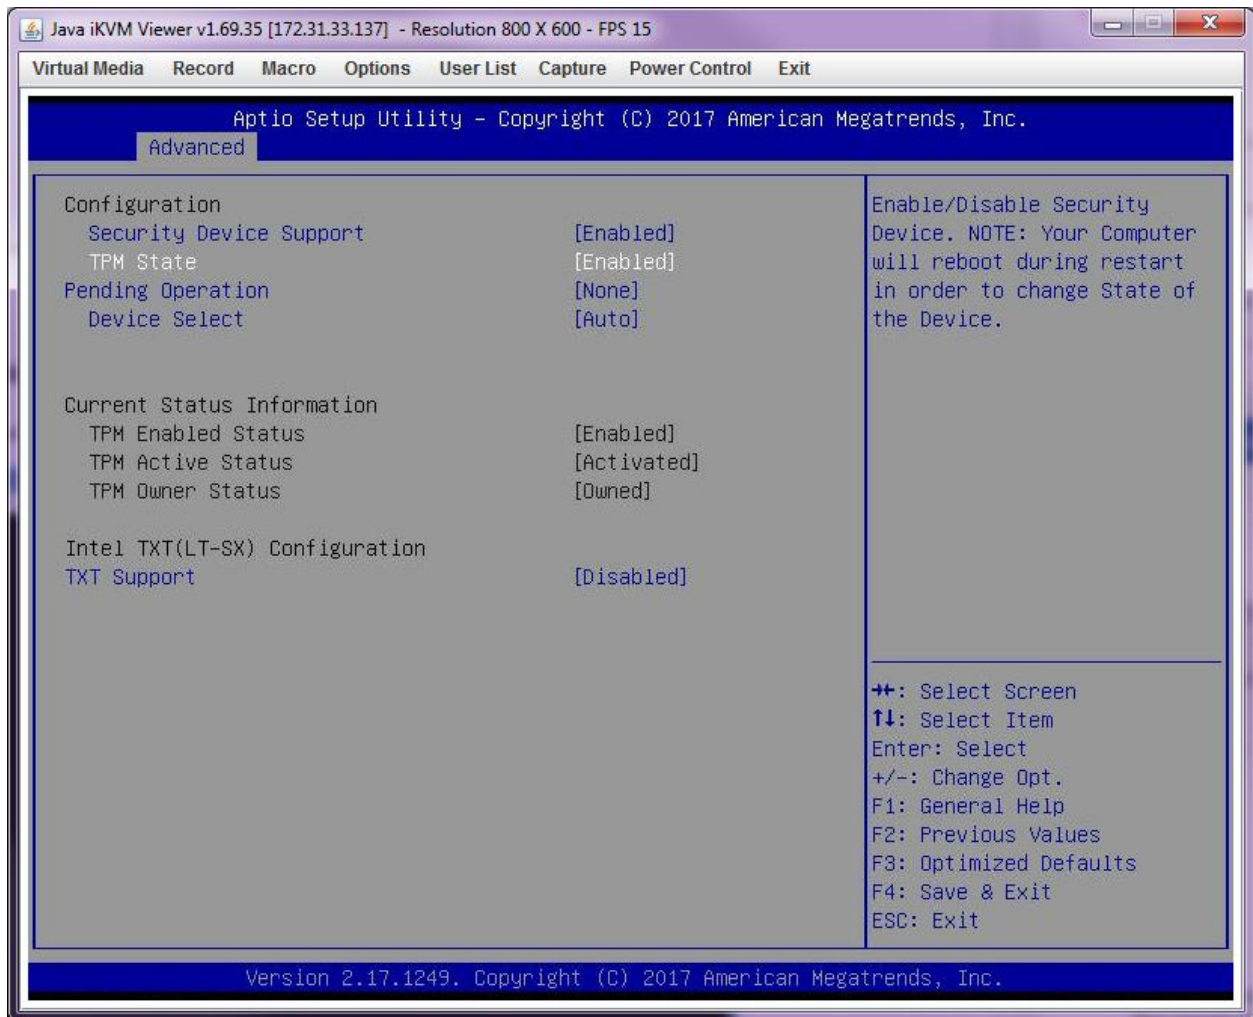 Java iKVM Viewer v1.69.35 [172.31.33.137] - Resolution 800 X 600 - FPS 15
Virtual Media Record Macro Options User List Capture Power Control Exit
Aptio Setup Utility – Copyright (C) 2017 American Megatrends, Inc.
Advanced
Configuration
Security Device Support [Enabled]
TPM State [Enabled]
Pending Operation [None]
Device Select [Auto]
Current Status Information
TPM Enabled Status [Enabled]
TPM Active Status [Activated]
TPM Owner Status [Owned]
Intel TXT(LT-SX) Configuration
TXT Support [Disabled]
Enable/Disable Security
Device. NOTE: Your Computer
will reboot during restart
in order to change State of
the Device.
→←: Select Screen
↑↓: Select Item
Enter: Select
+/-: Change Opt.
F1: General Help
F2: Previous Values
F3: Optimized Defaults
F4: Save & Exit
ESC: Exit
Version 2.17.1249. Copyright (C) 2017 American Megatrends, Inc.